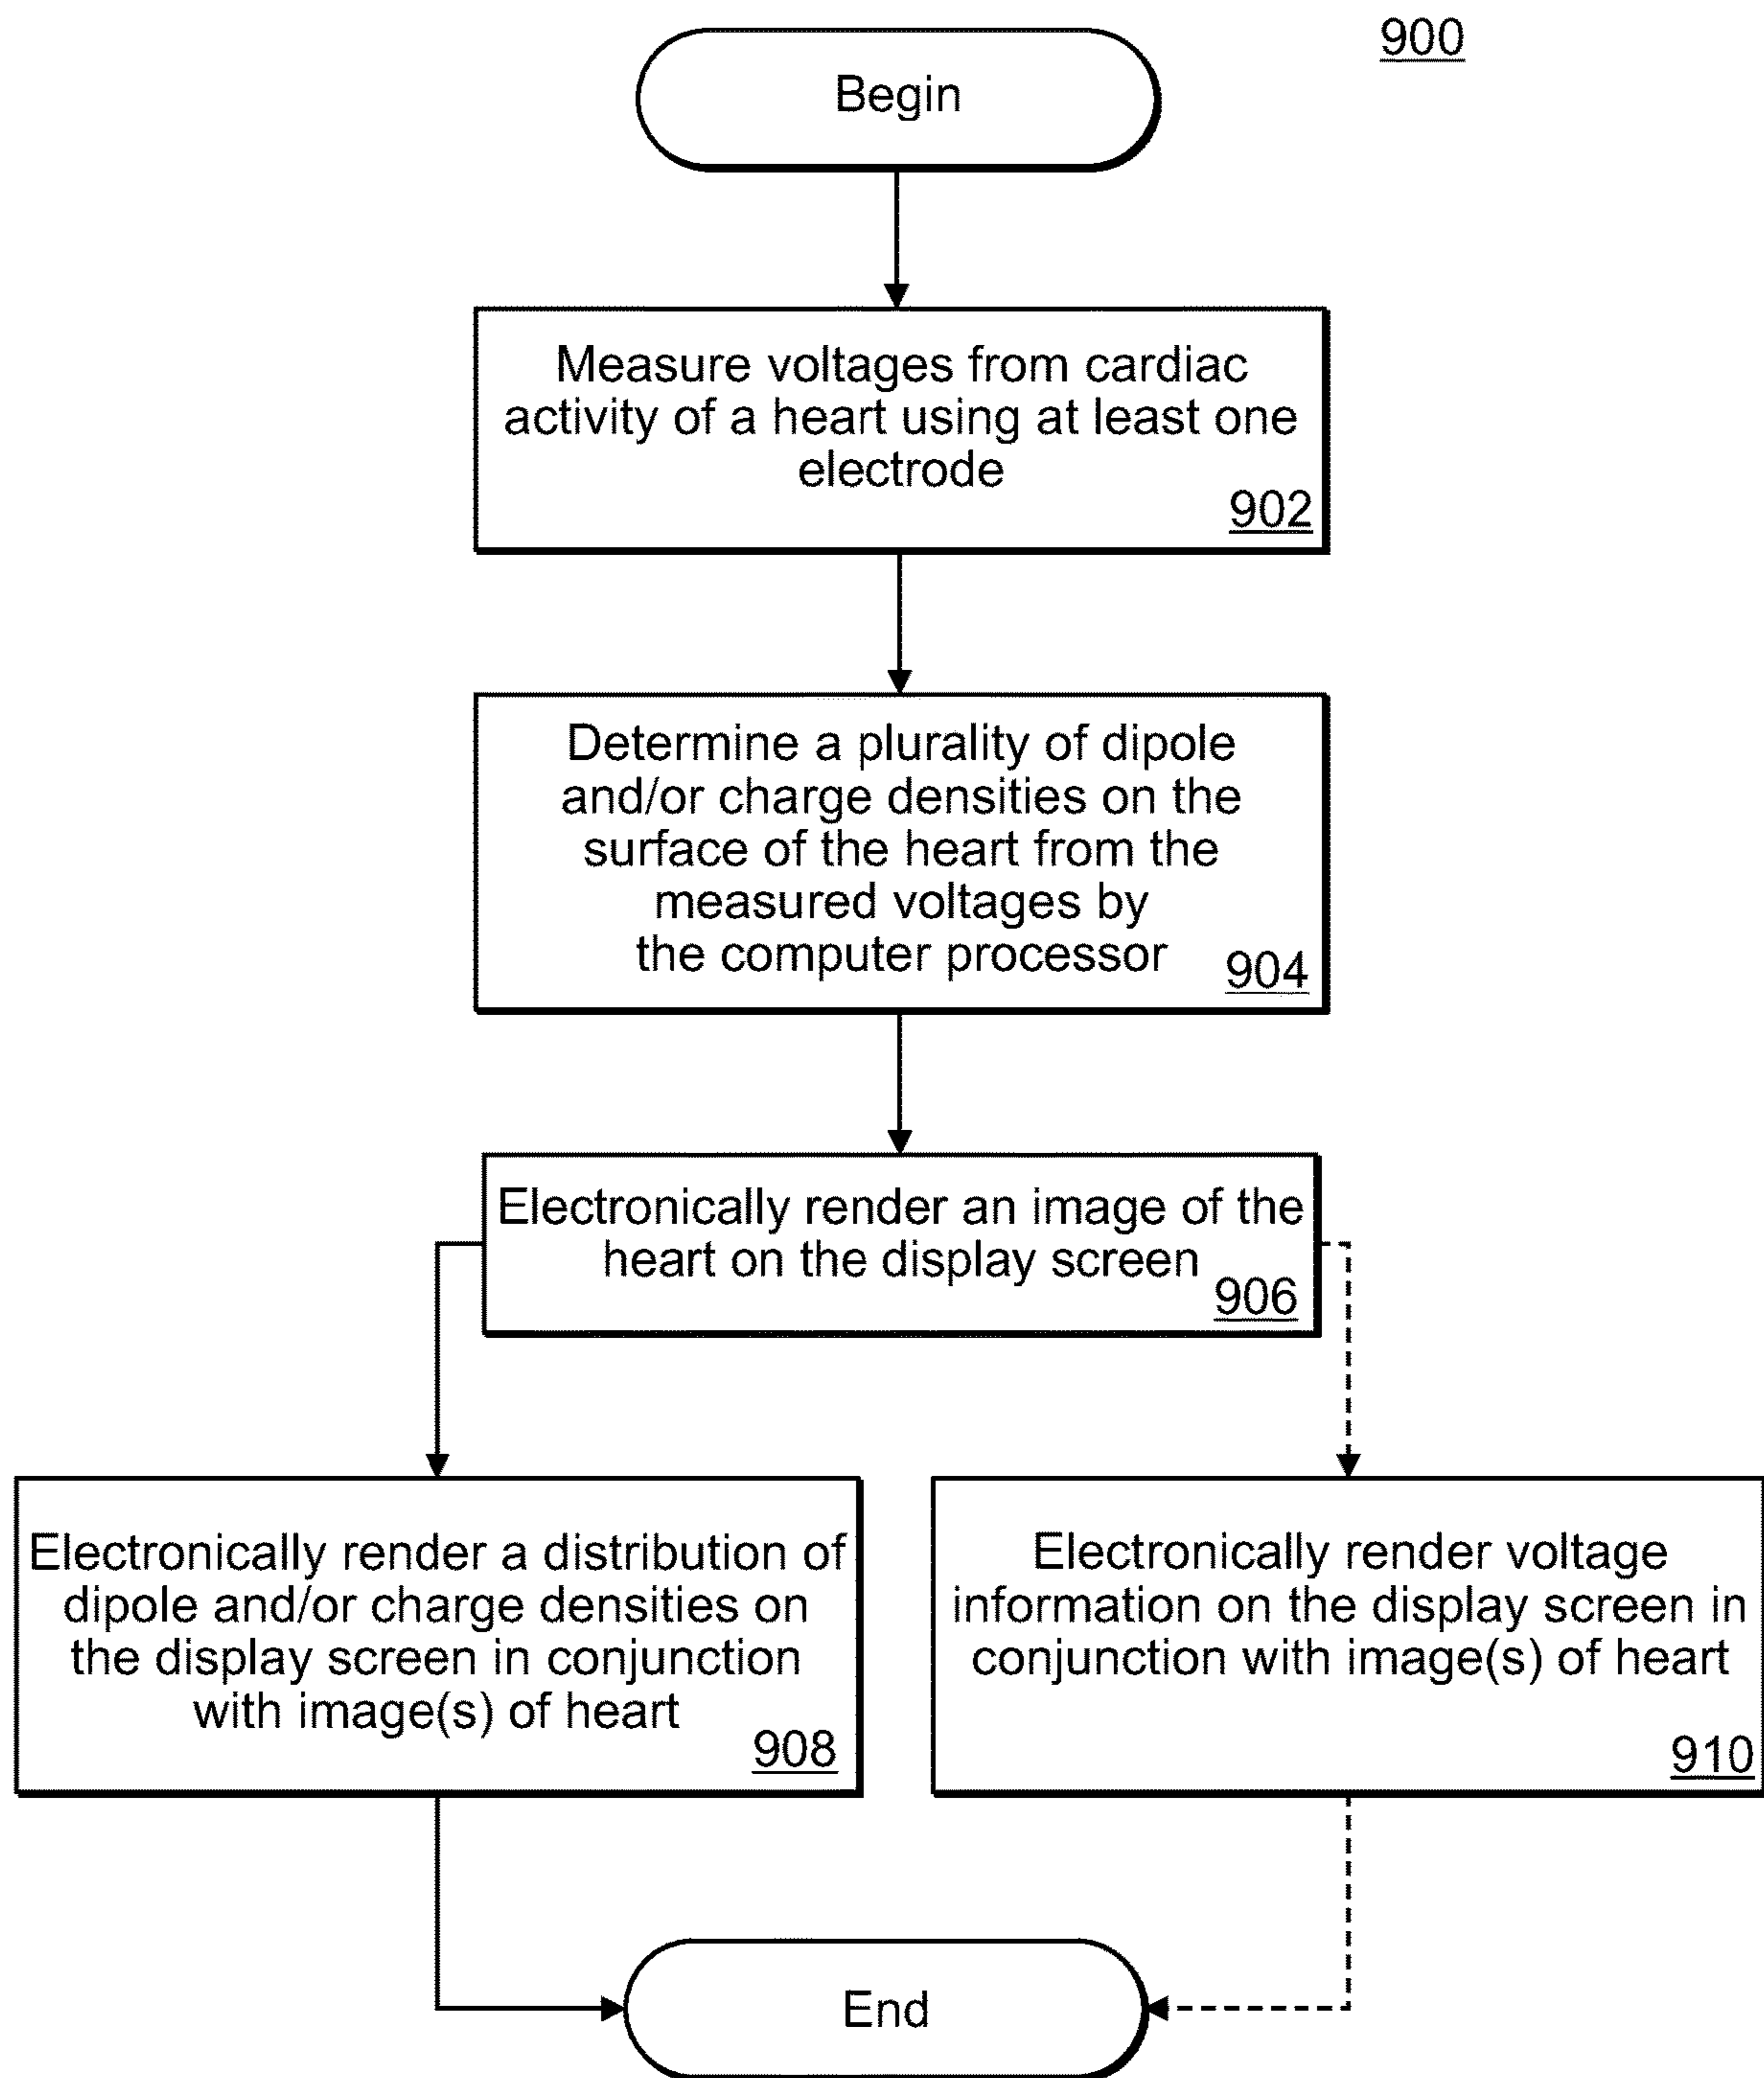 900
Begin
Measure voltages from cardiac
activity of a heart using at least one
electrode
902
Determine a plurality of dipole
and/or charge densities on the
surface of the heart from the
measured voltages by
the computer processor
904
Electronically render an image of the
heart on the display screen
906
Electronically render a distribution of
dipole and/or charge densities on
the display screen in conjunction
with image(s) of heart
908
Electronically render voltage
information on the display screen in
conjunction with image(s) of heart
910
End